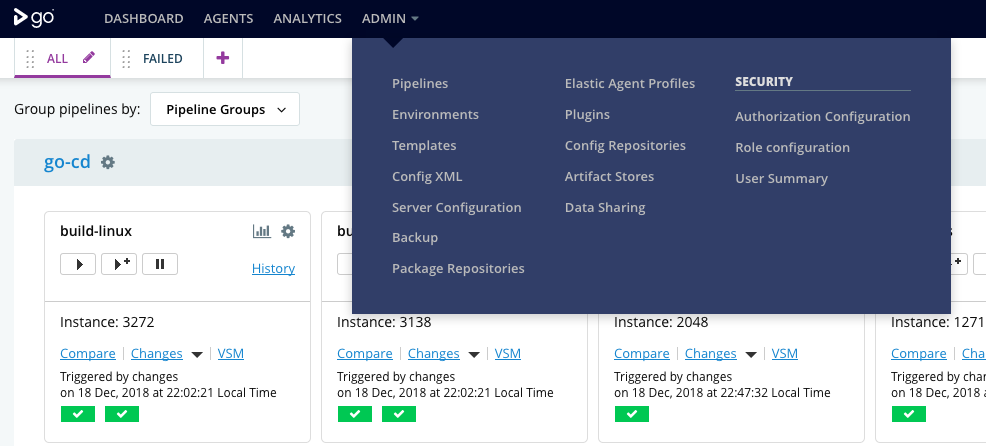 go
DASHBOARD AGENTS ANALYTICS ADMIN
ALL FAILED +
Group pipelines by: Pipeline Groups
Pipelines
Environments
Templates
Config XML
Server Configuration
Backup
Package Repositories
Elastic Agent Profiles
Plugins
Config Repositories
Artifact Stores
Data Sharing
SECURITY
Authorization Configuration
Role configuration
User Summary
go-cd
build-linux
History
Instance: 3272
Compare Changes VSM
Triggered by changes
on 18 Dec, 2018 at 22:02:21 Local Time
bu
Instance: 3138
Compare Changes VSM
Triggered by changes
on 18 Dec, 2018 at 22:02:21 Local Time
Instance: 2048
Compare Changes VSM
Triggered by changes
on 18 Dec, 2018 at 22:47:32 Local Time
Instance: 1271
Compare Cha
Triggered by changes
on 18 Dec, 2018 at